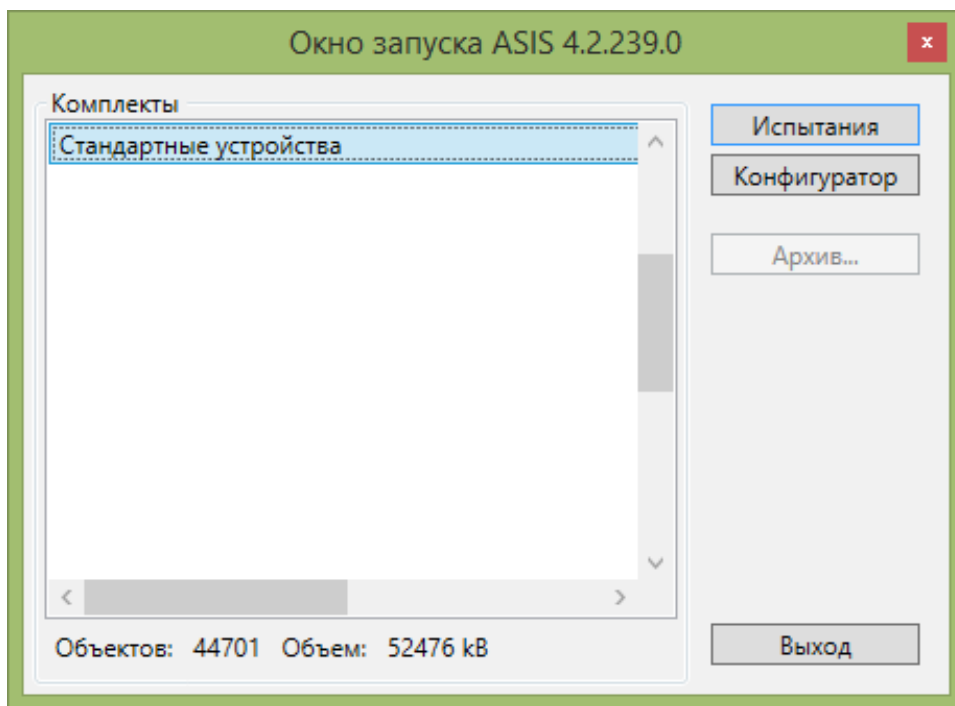 Окно запуска ASIS 4.2.239.0
x
Комплекты
Стандартные устройства
Испытания
Конфигуратор
Архив...
Объектов: 44701 Объем: 52476 kB
Выход